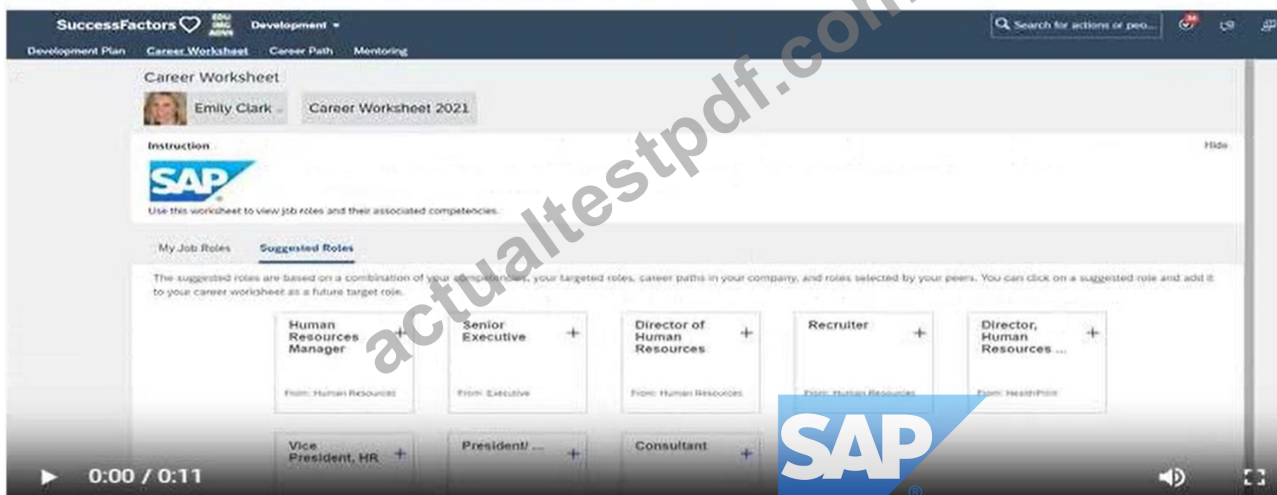 SuccessFactors Development
Search for actions or peo...
Development Plan Career Worksheet Career Path Mentoring
Career Worksheet
Emily Clark
Career Worksheet 2021
Instruction
Hide
SAP
Use this worksheet to view job roles and their associated competencies.
My Job Roles Suggested Roles
The suggested roles are based on a combination of your competencies, your targeted roles, career paths in your company, and roles selected by your peers. You can click on a suggested role and add it
to your career worksheet as a future target role.
Human
Resources
Manager
From: Human Resources
Senior
Executive
From: Executive
Director of
Human
Resources
From: Human Resources
Recruiter
From: Human Resources
Director,
Human
Resources ...
From: HealthPoint
Vice
President, HR
President/ ...
Consultant
SAP
0:00 / 0:11
actualtestpdf.com